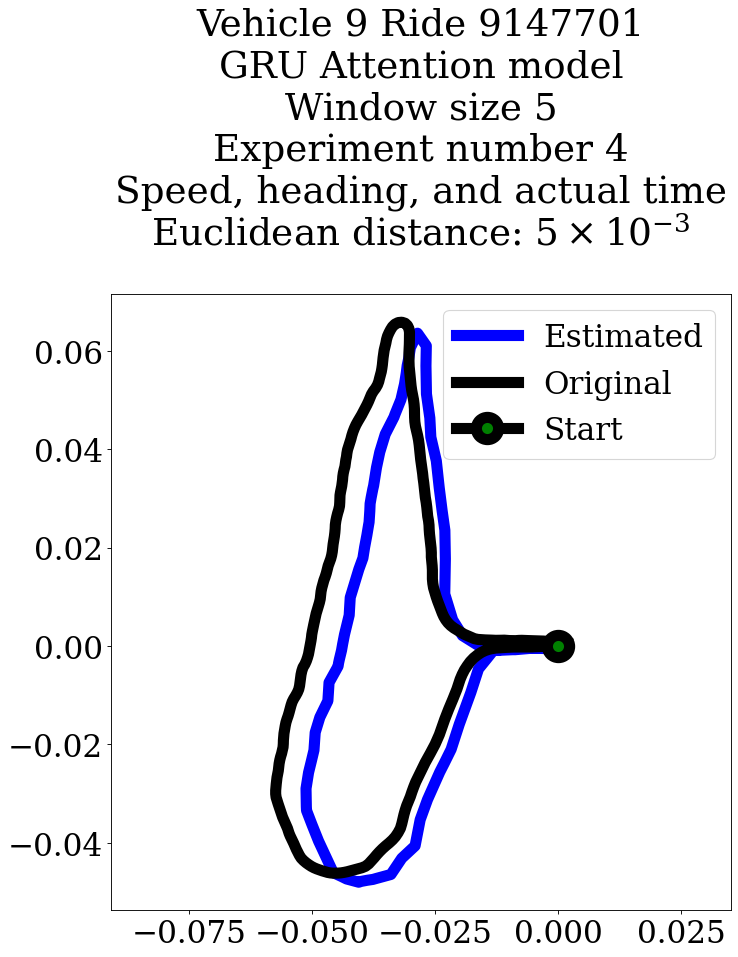 Vehicle 9 Ride 9147701
GRU Attention model
Window size 5
Experiment number 4
Speed, heading, and actual time
Euclidean distance: 5 × 10⁻³
Estimated
Original
Start
0.06
0.04
0.02
0.00
−0.02
−0.04
−0.075 −0.050 −0.025 0.000 0.025